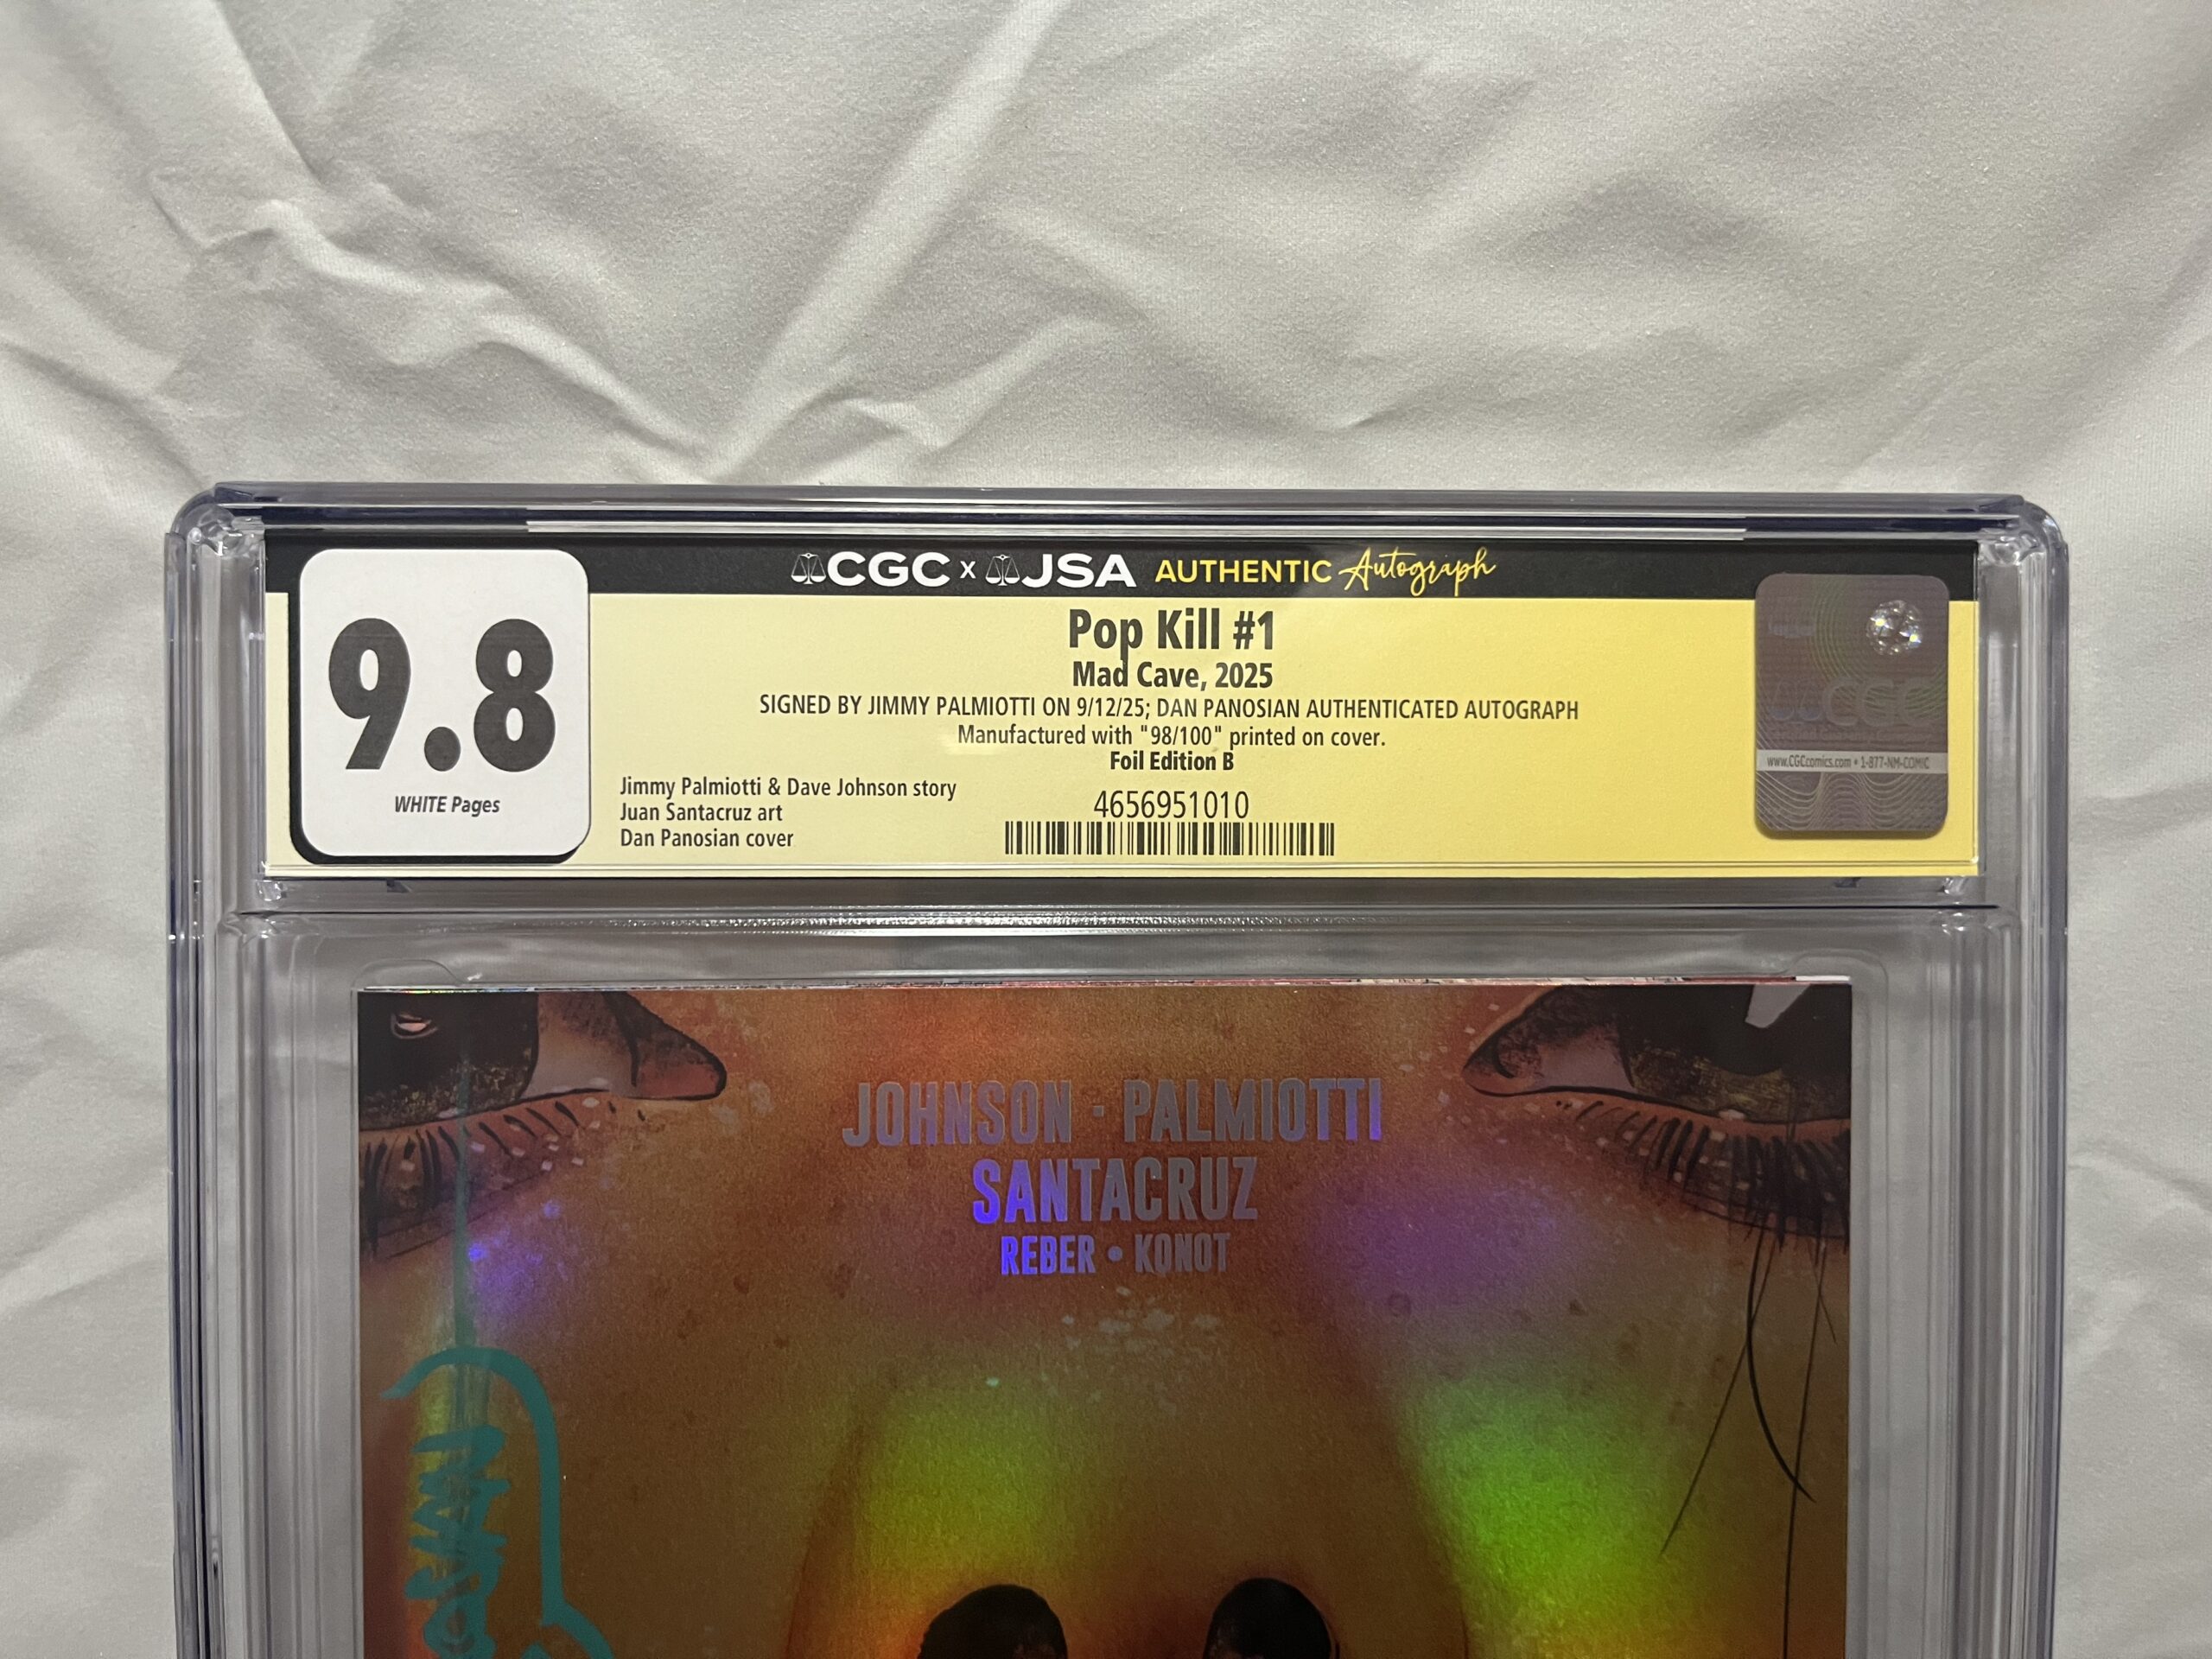 CGC x JSA AUTHENTIC Autograph
9.8
WHITE Pages
Pop Kill #1
Mad Cave, 2025
SIGNED BY JIMMY PALMIOTTI ON 9/12/25; DAN PANOSIAN AUTHENTICATED AUTOGRAPH
Manufactured with "98/100" printed on cover.
Foil Edition B
Jimmy Palmiotti & Dave Johnson story
Juan Santacruz art
Dan Panosian cover
4656951010
CGC
www.CGCcomics.com • 1-877-NM-COMIC
JOHNSON · PALMIOTTI
SANTACRUZ
REBER • KONOT